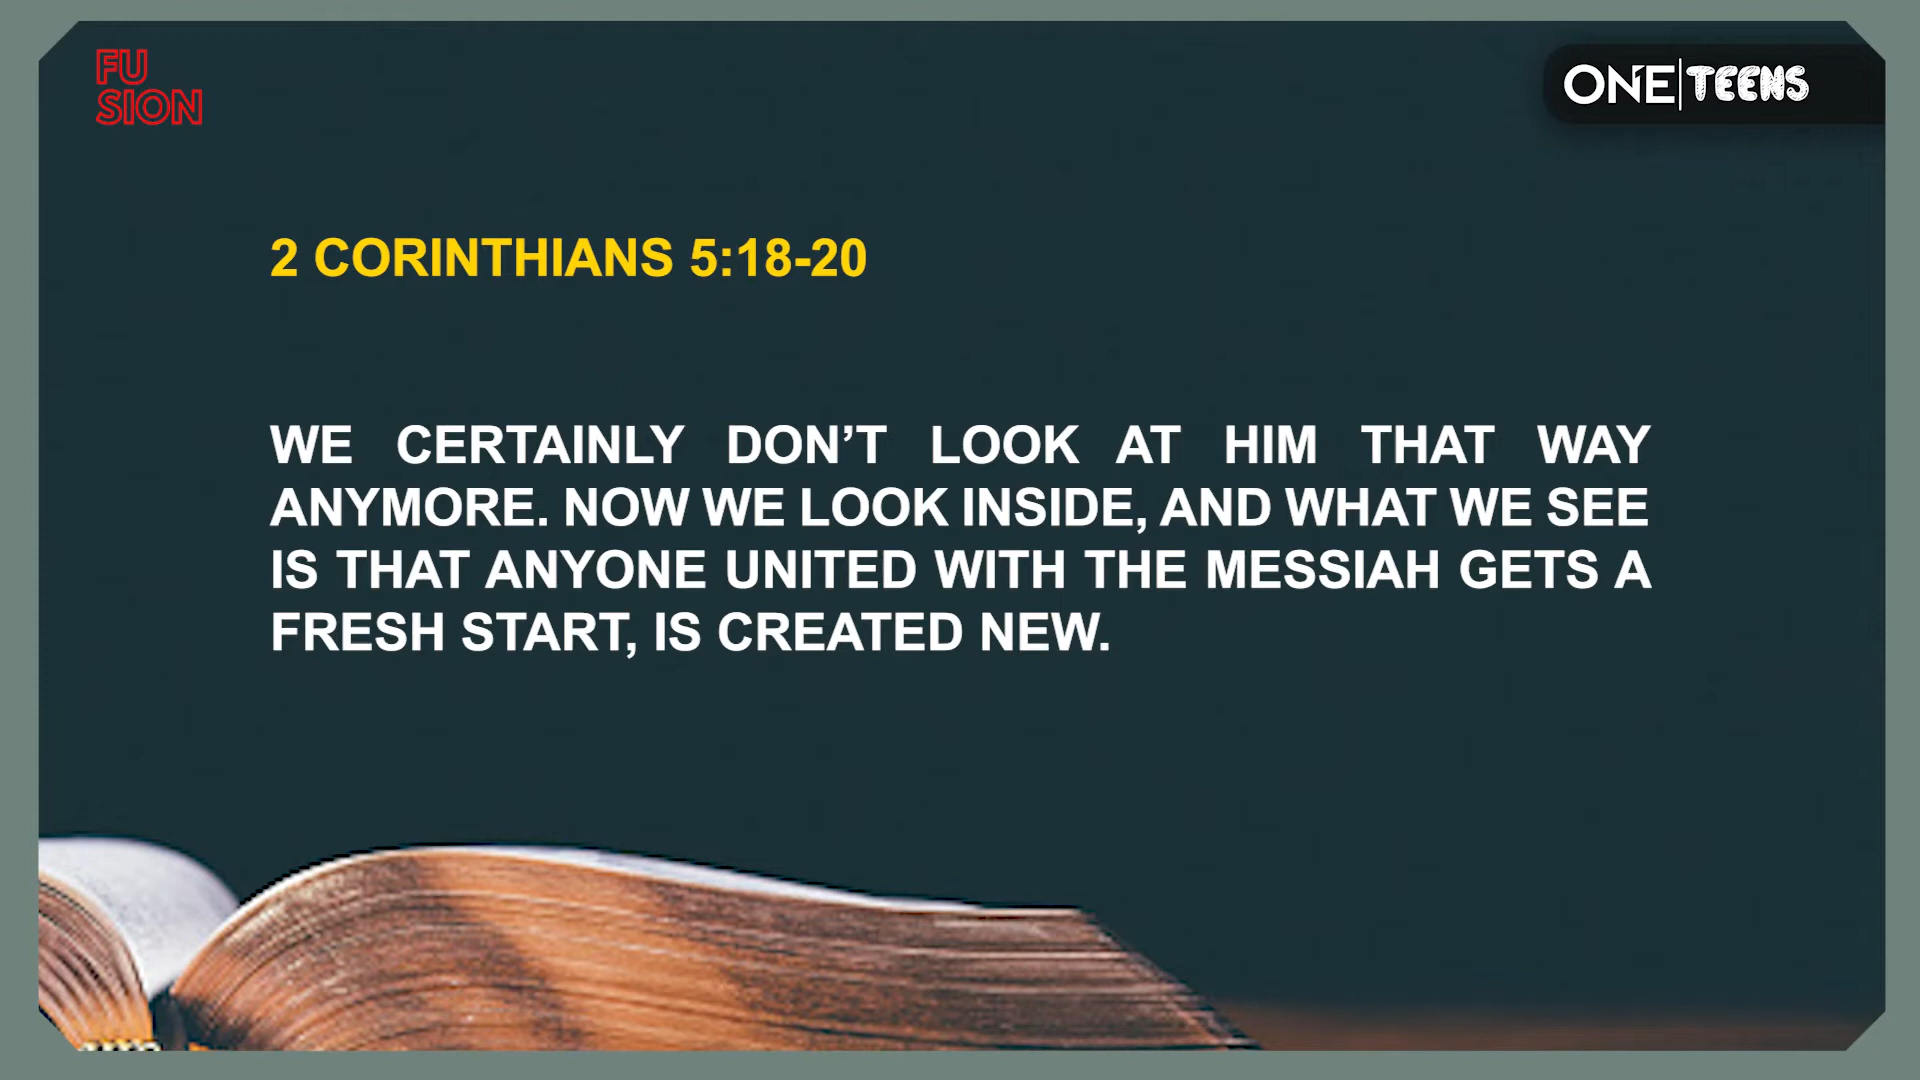 FU
SION
ONE|TEENS
2 CORINTHIANS 5:18-20
WE CERTAINLY DON’T LOOK AT HIM THAT WAY
ANYMORE. NOW WE LOOK INSIDE, AND WHAT WE SEE
IS THAT ANYONE UNITED WITH THE MESSIAH GETS A
FRESH START, IS CREATED NEW.